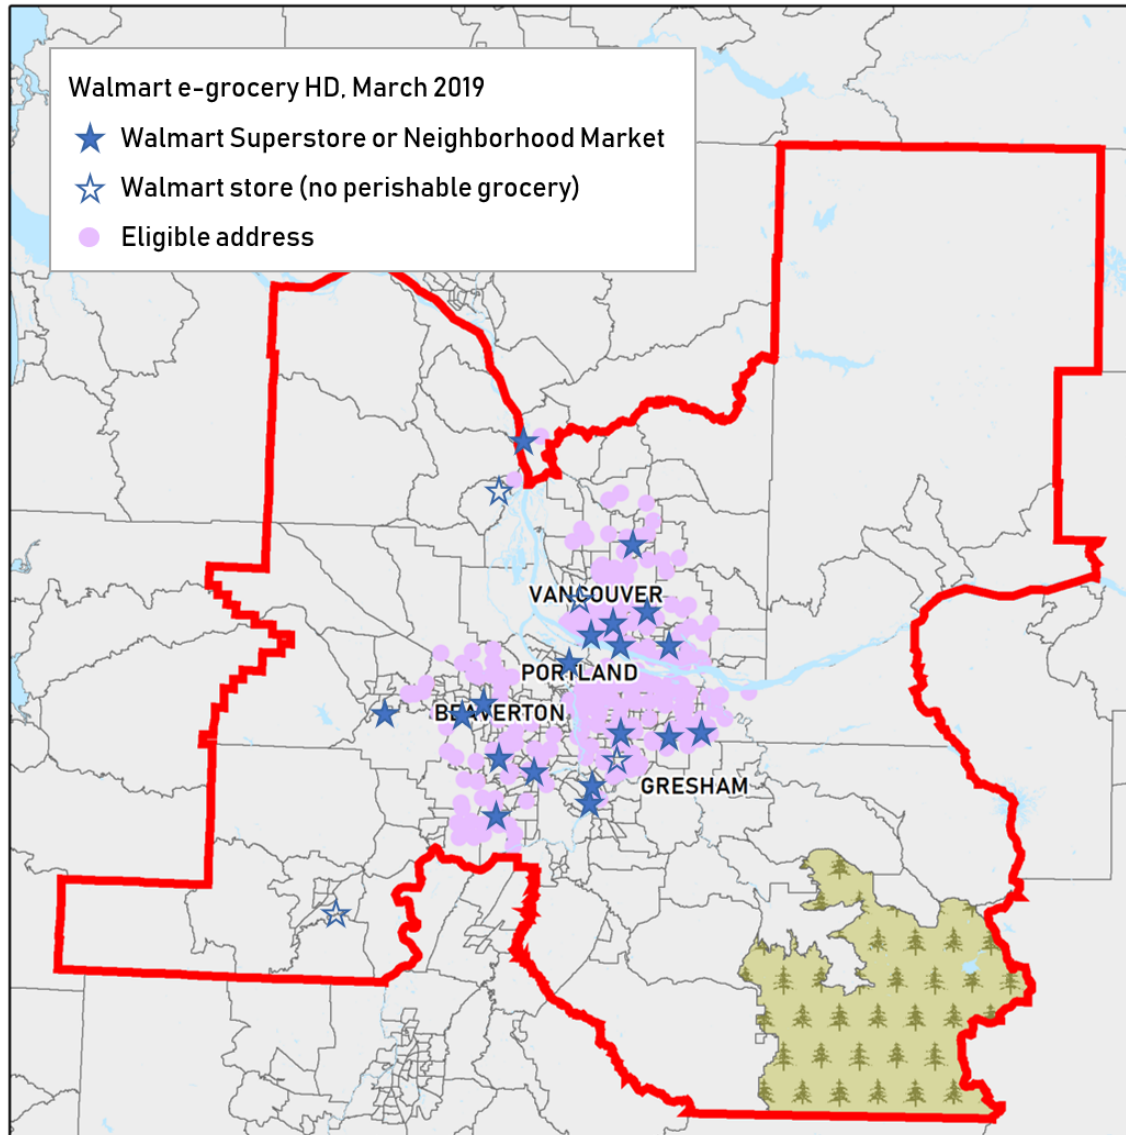 Walmart e-grocery HD, March 2019
Walmart Superstore or Neighborhood Market
Walmart store (no perishable grocery)
Eligible address
VANCOUVER
PORTLAND
BEAVERTON
GRESHAM